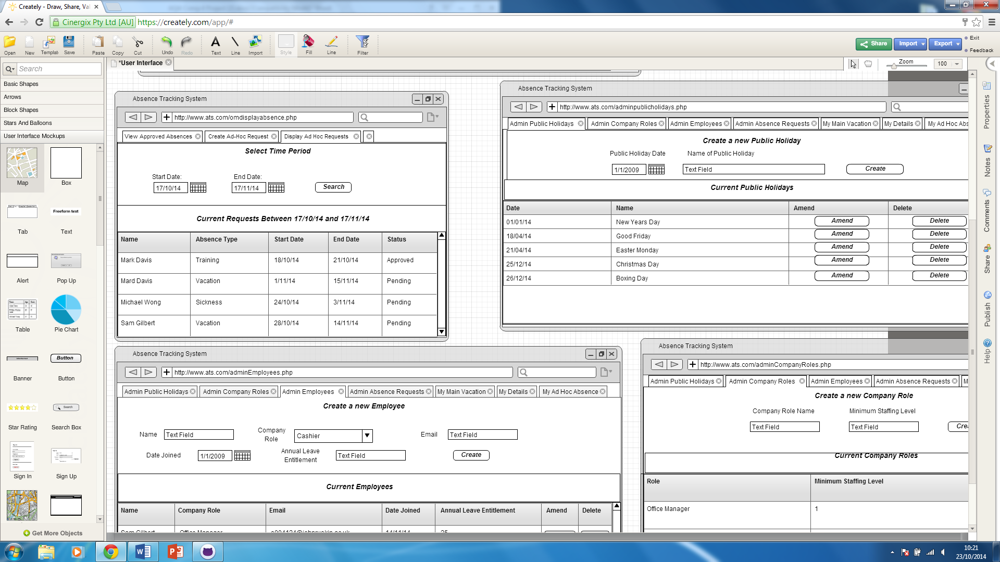 Creately - Draw, Share, Val
Cinergix Pty Ltd [AU] https://creately.com/app/#
Open New Templat Save Paste Copy Cut Undo Redo Text Line Import Style Fill Line Filter
Share Import Export Exit
Feedback
*User Interface
Zoom 100
Search
Basic Shapes
Arrows
Block Shapes
Stars And Balloons
User Interface Mockups
Map Box
Freeform text
Tab Text
Alert Pop Up
Table Pie Chart
Button
Banner Button
Search
Star Rating Search Box
Sign In Sign Up
Get More Objects
Absence Tracking System
http://www.ats.com/omdisplayabsence.php
View Approved Absences Create Ad-Hoc Request Display Ad Hoc Requests
Select Time Period
Start Date: End Date:
17/10/14 17/11/14 Search
Current Requests Between 17/10/14 and 17/11/14
Name Absence Type Start Date End Date Status
Mark Davis Training 18/10/14 21/10/14 Approved
Mard Davis Vacation 1/11/14 15/11/14 Pending
Michael Wong Sickness 24/10/14 3/11/14 Pending
Sam Gilbert Vacation 28/10/14 14/11/14 Pending
Absence Tracking System
http://www.ats.com/adminpublicholidays.php
Admin Public Holidays Admin Company Roles Admin Employees Admin Absence Requests My Main Vacation My Details My Ad Hoc Abs
Create a new Public Holiday
Public Holiday Date Name of Public Holiday
1/1/2009 Text Field Create
Current Public Holidays
Date Name Amend Delete
01/01/14 New Years Day Amend Delete
18/04/14 Good Friday Amend Delete
21/04/14 Easter Monday Amend Delete
25/12/14 Christmas Day Amend Delete
26/12/14 Boxing Day Amend Delete
Absence Tracking System
http://www.ats.com/adminEmployees.php
Admin Public Holidays Admin Company Roles Admin Employees Admin Absence Requests My Main Vacation My Details My Ad Hoc Absence
Create a new Employee
Name Text Field Company Role Cashier Email Text Field
Date Joined 1/1/2009 Annual Leave Entitlement Text Field Create
Current Employees
Name Company Role Email Date Joined Annual Leave Entitlement Amend Delete
Sam Gilbert Office Manager 14/11/14 25
Absence Tracking System
http://www.ats.com/adminCompanyRoles.php
Admin Public Holidays Admin Company Roles Admin Employees Admin Absence Requests M
Create a new Company Role
Company Role Name Minimum Staffing Level
Text Field Text Field Crea
Current Company Roles
Role Minimum Staffing Level
Office Manager 1
Properties
Notes
Comments
Share
Publish
Help
10:21
23/10/2014